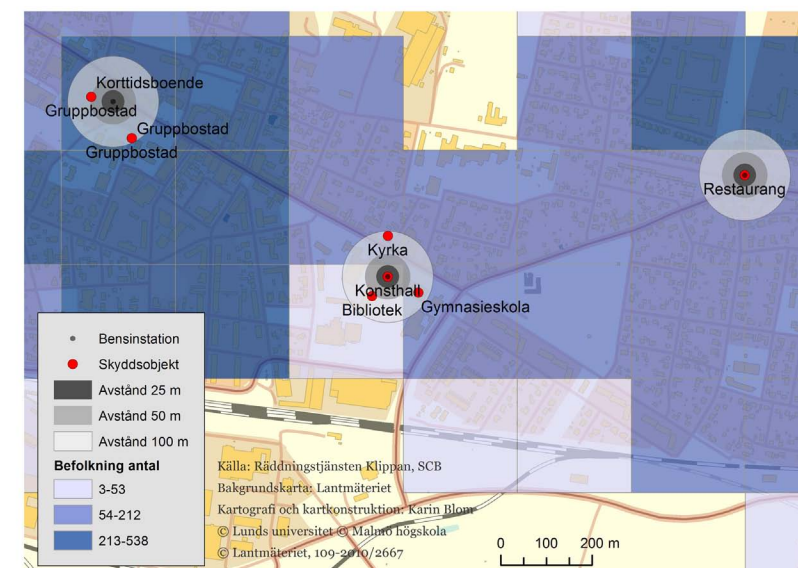 Korttidsboende
Gruppbostad
Gruppbostad
Gruppbostad
Restaurang
Kyrka
Konsthall
Bibliotek
Gymnasieskola
Bensinstation
Skyddsobjekt
Avstånd 25 m
Avstånd 50 m
Avstånd 100 m
Befolkning antal
3-53
54-212
213-538
Källa: Räddningstjänsten Klippan, SCB
Bakgrundskarta: Lantmäteriet
Kartografi och kartkonstruktion: Karin Blom
© Lunds universitet © Malmö högskola
© Lantmäteriet, 109-2010/2667
0 100 200 m